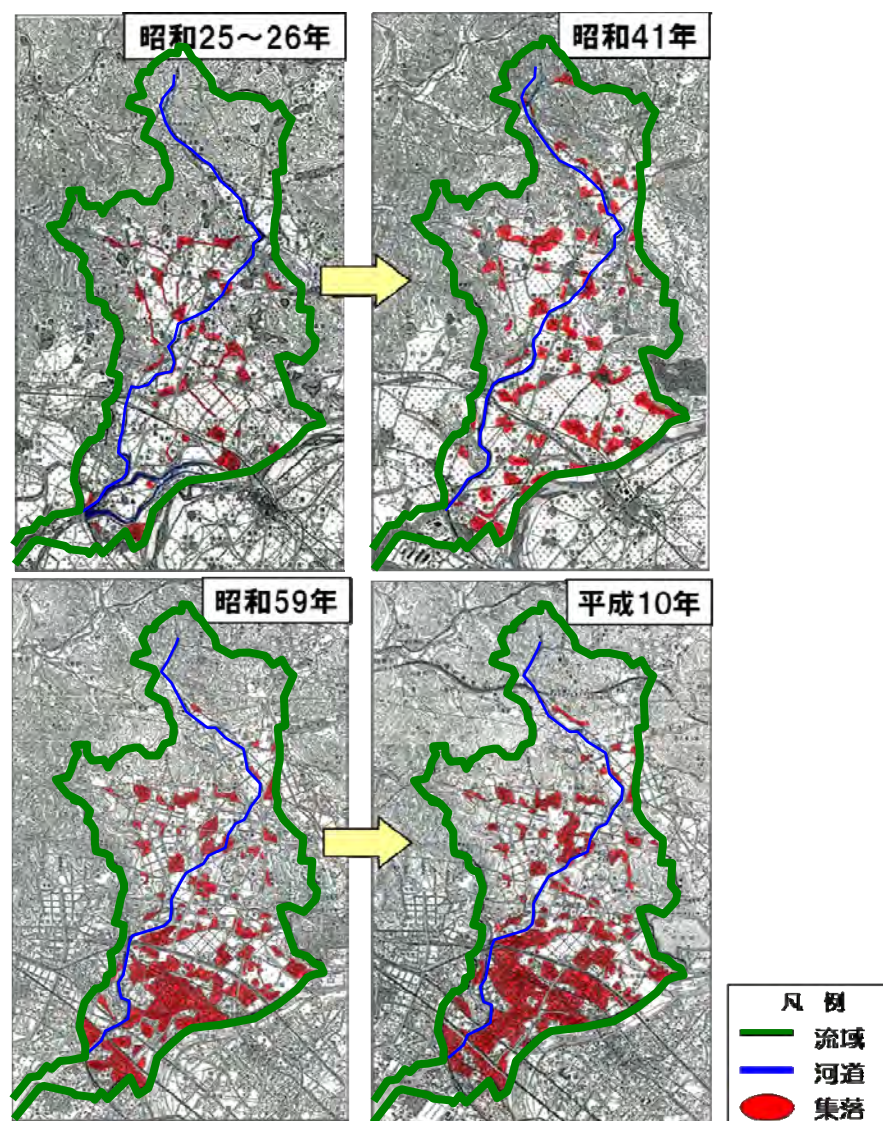 昭和25～26年
昭和41年
昭和59年
平成10年
凡 例
流域
河道
集落